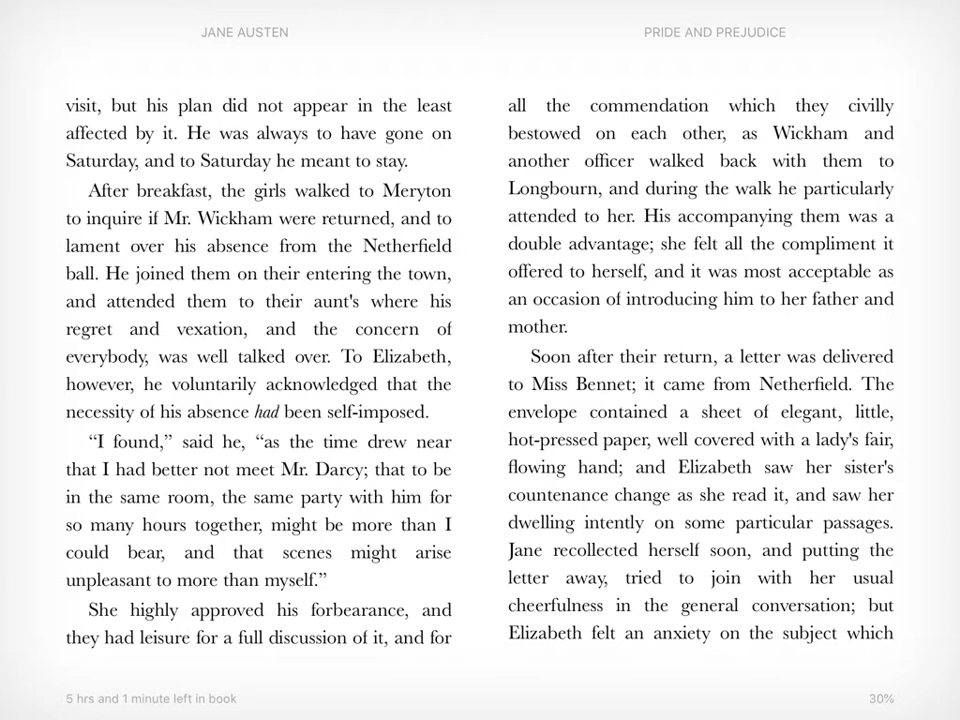 JANE AUSTEN
PRIDE AND PREJUDICE
visit, but his plan did not appear in the least
affected by it. He was always to have gone on
Saturday, and to Saturday he meant to stay.
After breakfast, the girls walked to Meryton
to inquire if Mr. Wickham were returned, and to
lament over his absence from the Netherfield
ball. He joined them on their entering the town,
and attended them to their aunt's where his
regret and vexation, and the concern of
everybody, was well talked over. To Elizabeth,
however, he voluntarily acknowledged that the
necessity of his absence had been self-imposed.
“I found,” said he, “as the time drew near
that I had better not meet Mr. Darcy; that to be
in the same room, the same party with him for
so many hours together, might be more than I
could bear, and that scenes might arise
unpleasant to more than myself.”
She highly approved his forbearance, and
they had leisure for a full discussion of it, and for
all the commendation which they civilly
bestowed on each other, as Wickham and
another officer walked back with them to
Longbourn, and during the walk he particularly
attended to her. His accompanying them was a
double advantage; she felt all the compliment it
offered to herself, and it was most acceptable as
an occasion of introducing him to her father and
mother.
Soon after their return, a letter was delivered
to Miss Bennet; it came from Netherfield. The
envelope contained a sheet of elegant, little,
hot-pressed paper, well covered with a lady's fair,
flowing hand; and Elizabeth saw her sister's
countenance change as she read it, and saw her
dwelling intently on some particular passages.
Jane recollected herself soon, and putting the
letter away, tried to join with her usual
cheerfulness in the general conversation; but
Elizabeth felt an anxiety on the subject which
5 hrs and 1 minute left in book
30%